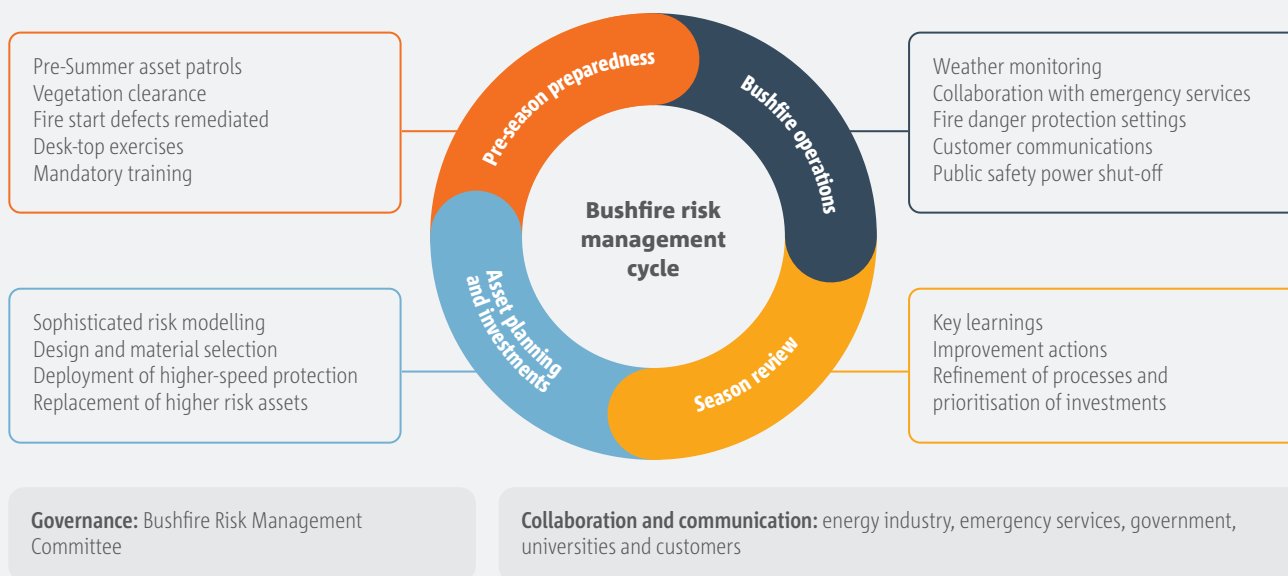 Pre-Summer asset patrols
Vegetation clearance
Fire start defects remediated
Desk-top exercises
Mandatory training
Pre-season preparedness
Bushfire operations
Weather monitoring
Collaboration with emergency services
Fire danger protection settings
Customer communications
Public safety power shut-off
Bushfire risk
management
cycle
Sophisticated risk modelling
Design and material selection
Deployment of higher-speed protection
Replacement of higher risk assets
Asset planning
and investments
Season review
Key learnings
Improvement actions
Refinement of processes and
prioritisation of investments
Governance: Bushfire Risk Management
Committee
Collaboration and communication: energy industry, emergency services, government,
universities and customers